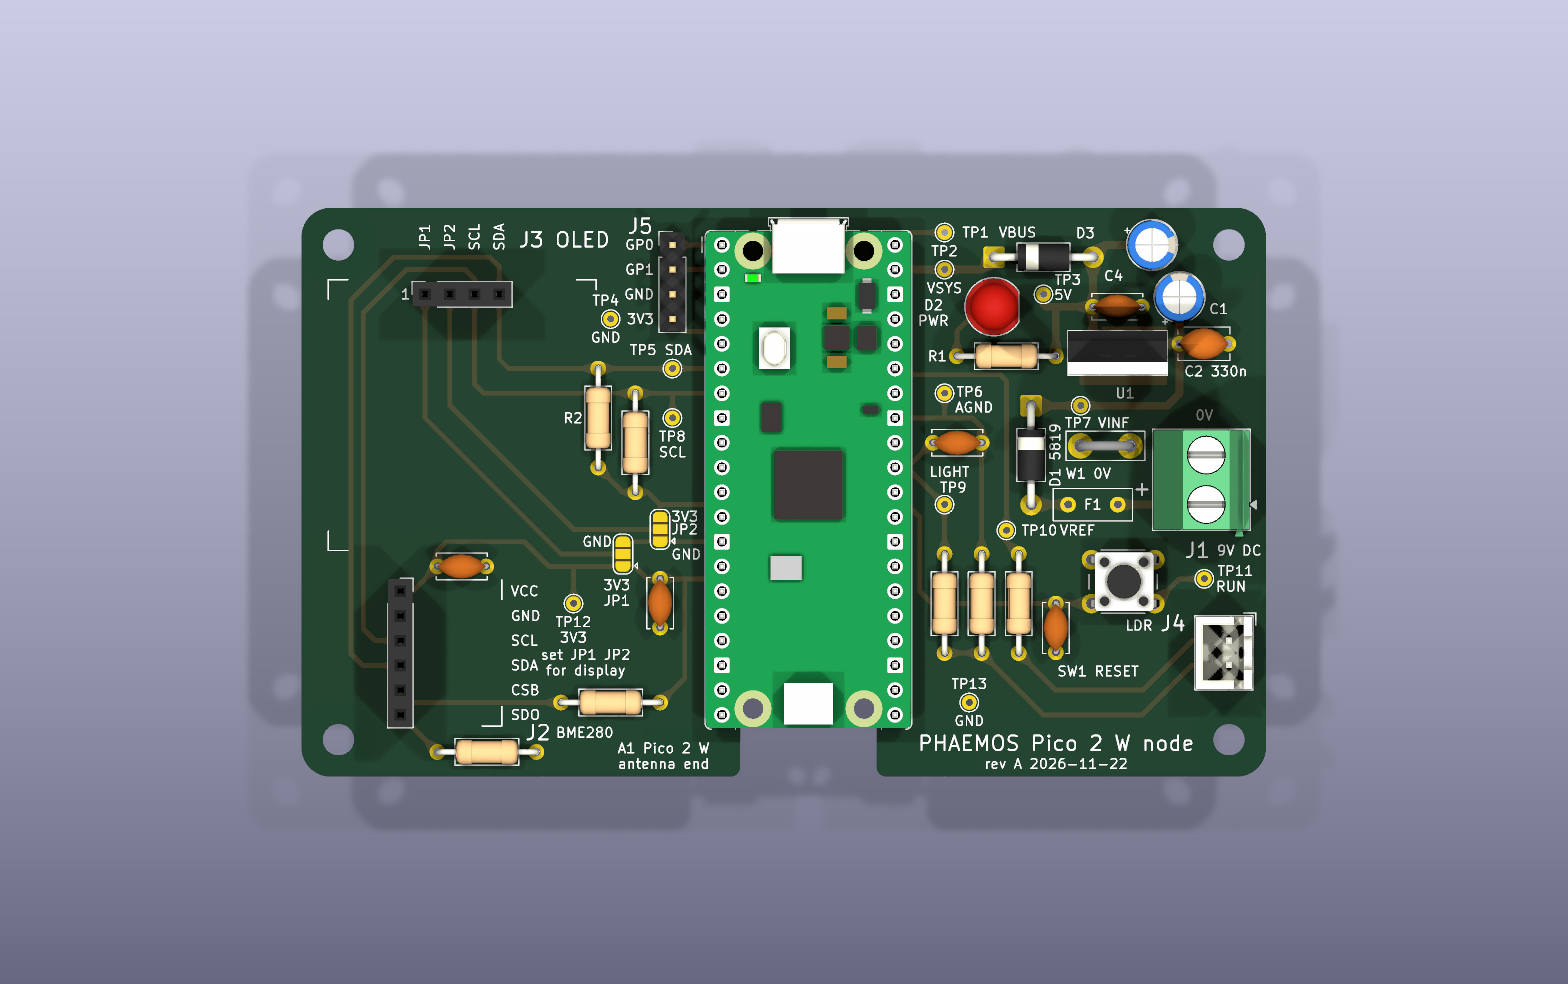 JP1
JP2
SCL
SDA
J3 OLED
1
J5
GP0
GP1
GND
3V3
TP4
GND
TP5 SDA
R2
TP8
SCL
3V3
JP2
GND
GND
3V3
JP1
VCC
GND
SCL
SDA
CSB
SDO
TP12
3V3
set JP1 JP2
for display
J2 BME280
A1 Pico 2 W
antenna end
TP1 VBUS
D3
+
TP2
VSYS
TP3
5V
C4
D2
PWR
C1
+
R1
C2 330n
U1
TP6
AGND
TP7 VINF
0V
D1 5819
W1 0V
LIGHT
TP9
F1
+
TP10 VREF
J1 9V DC
TP11
RUN
LDR J4
SW1 RESET
TP13
GND
PHAEMOS Pico 2 W node
rev A 2026-11-22